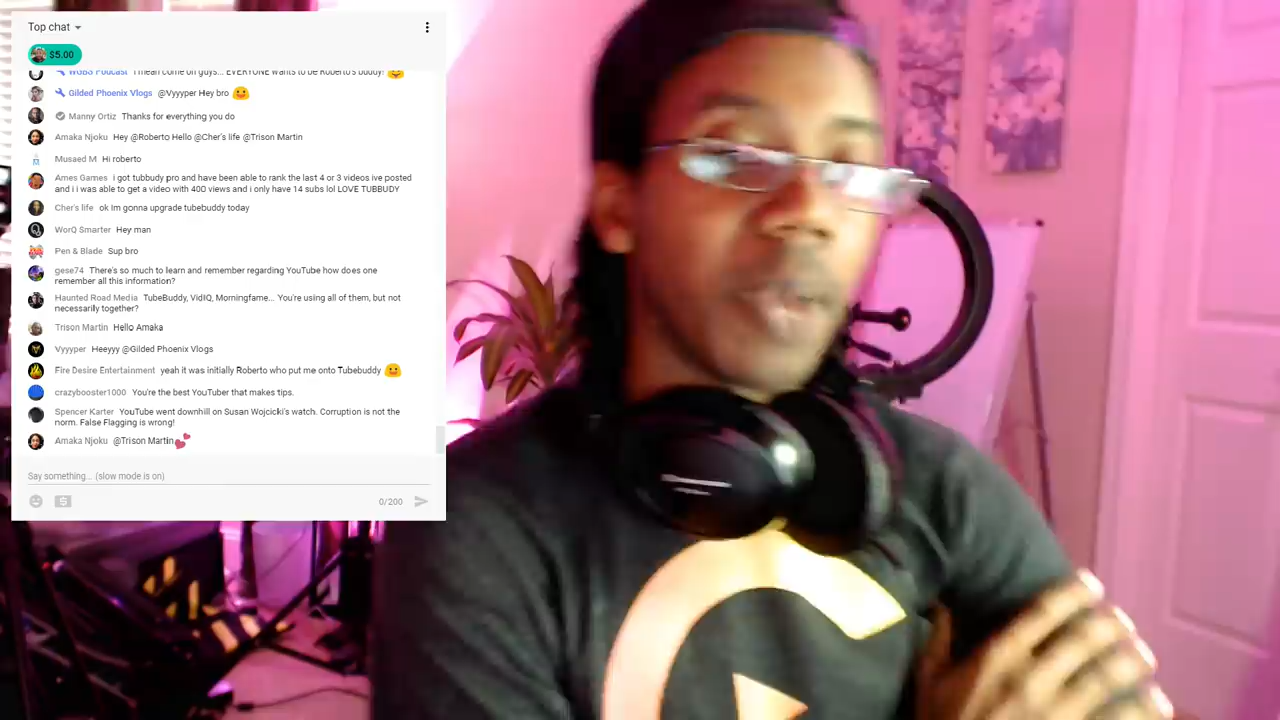 Top chat
$5.00
WGBS Podcast I mean come on guys... EVERYONE wants to be Roberto's buddy!
Gilded Phoenix Vlogs @Vyyyper Hey bro
Manny Ortiz Thanks for everything you do
Amaka Njoku Hey @Roberto Hello @Cher's life @Trison Martin
Musaed M Hi roberto
Ames Games i got tubbudy pro and have been able to rank the last 4 or 3 videos ive posted
and i i was able to get a video with 400 views and i only have 14 subs lol LOVE TUBBUDY
Cher's life ok Im gonna upgrade tubebuddy today
WorQ Smarter Hey man
Pen & Blade Sup bro
gese74 There's so much to learn and remember regarding YouTube how does one
remember all this information?
Haunted Road Media TubeBuddy, VidIQ, Morningfame... You're using all of them, but not
necessarily together?
Trison Martin Hello Amaka
Vyyyper Heeyyy @Gilded Phoenix Vlogs
Fire Desire Entertainment yeah it was initially Roberto who put me onto Tubebuddy
crazybooster1000 You're the best YouTuber that makes tips.
Spencer Karter YouTube went downhill on Susan Wojcicki's watch. Corruption is not the
norm. False Flagging is wrong!
Amaka Njoku @Trison Martin
Say something... (slow mode is on)
0/200